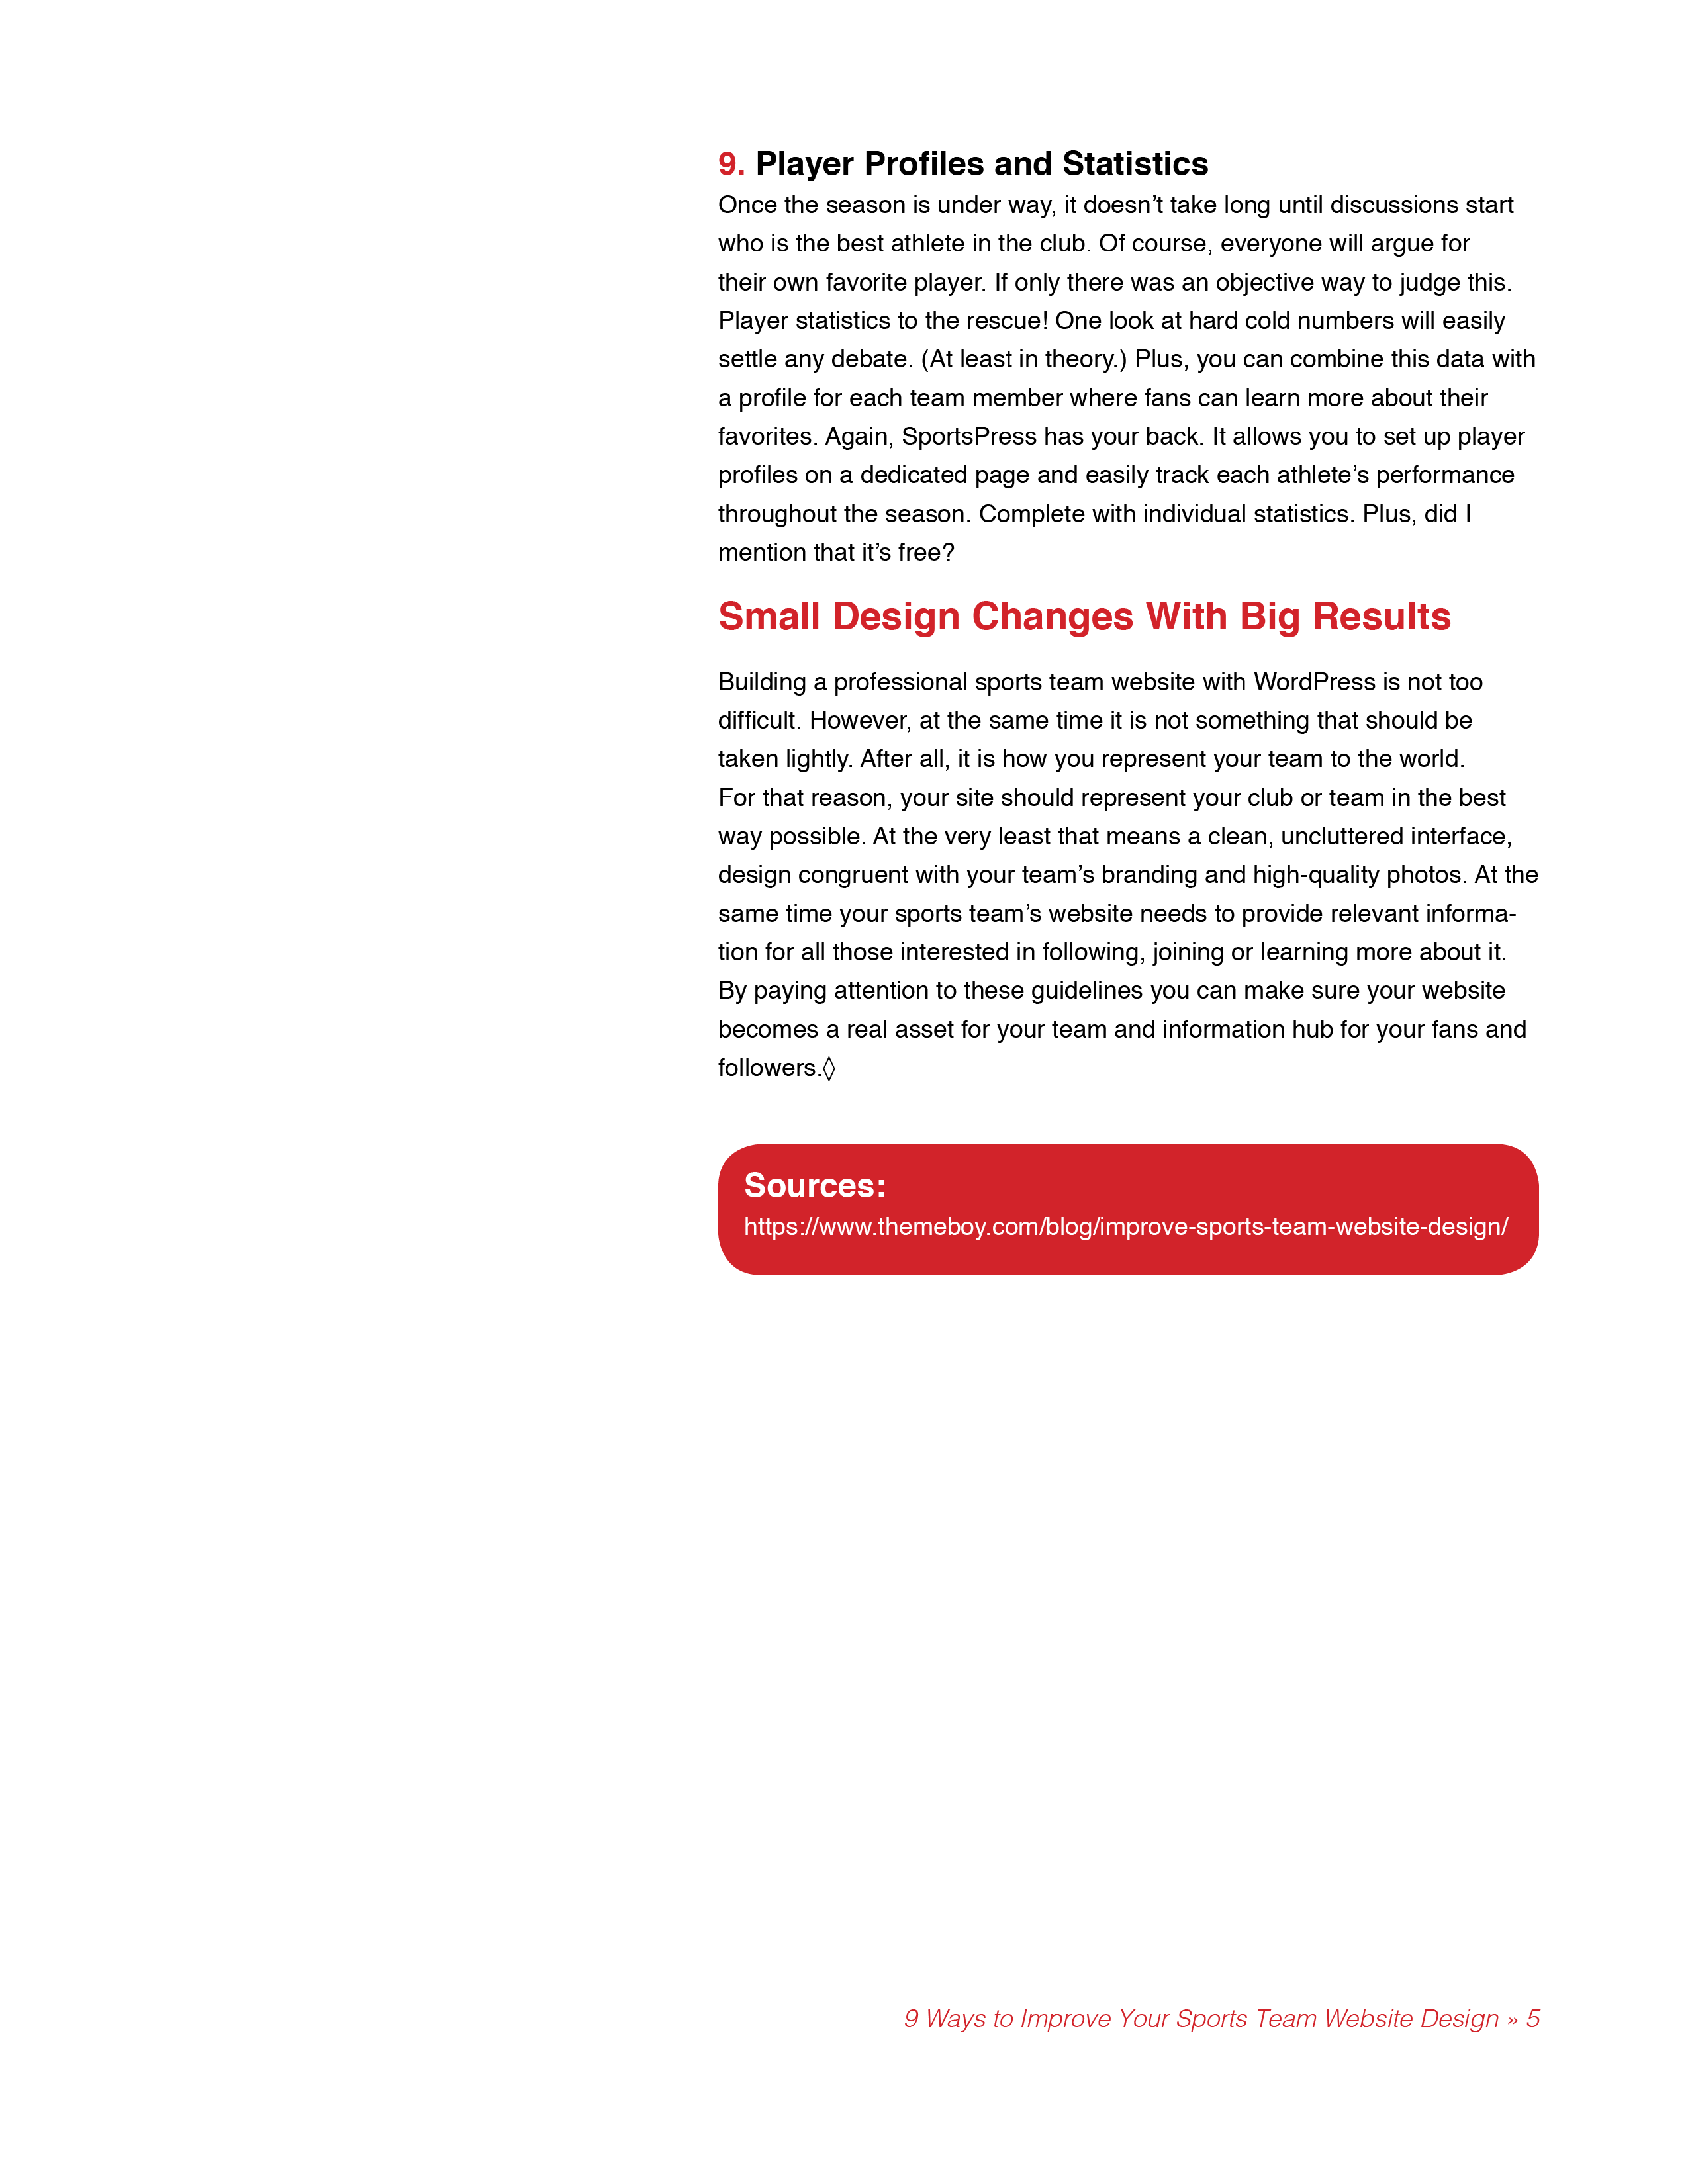 9. Player Profiles and Statistics
Once the season is under way, it doesn’t take long until discussions start
who is the best athlete in the club. Of course, everyone will argue for
their own favorite player. If only there was an objective way to judge this.
Player statistics to the rescue! One look at hard cold numbers will easily
settle any debate. (At least in theory.) Plus, you can combine this data with
a profile for each team member where fans can learn more about their
favorites. Again, SportsPress has your back. It allows you to set up player
profiles on a dedicated page and easily track each athlete’s performance
throughout the season. Complete with individual statistics. Plus, did I
mention that it’s free?
Small Design Changes With Big Results
Building a professional sports team website with WordPress is not too
difficult. However, at the same time it is not something that should be
taken lightly. After all, it is how you represent your team to the world.
For that reason, your site should represent your club or team in the best
way possible. At the very least that means a clean, uncluttered interface,
design congruent with your team’s branding and high-quality photos. At the
same time your sports team’s website needs to provide relevant informa-
tion for all those interested in following, joining or learning more about it.
By paying attention to these guidelines you can make sure your website
becomes a real asset for your team and information hub for your fans and
followers.◊
Sources:
https://www.themeboy.com/blog/improve-sports-team-website-design/
9 Ways to Improve Your Sports Team Website Design » 5